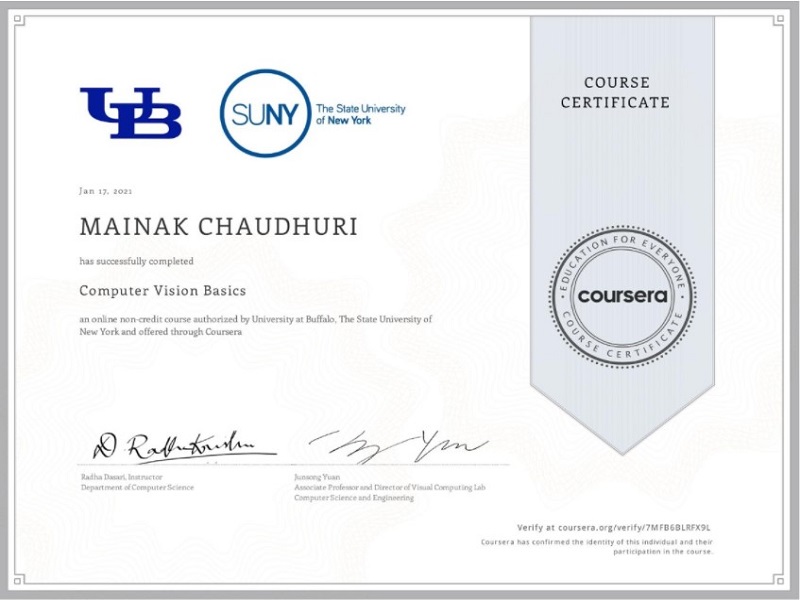 UB
SUNY
The State University
of New York
COURSE
CERTIFICATE
Jan 17, 2021
MAINAK CHAUDHURI
has successfully completed
Computer Vision Basics
an online non-credit course authorized by University at Buffalo, The State University of
New York and offered through Coursera
EDUCATION FOR EVERYONE
coursera
COURSE CERTIFICATE
Radha Dasari, Instructor
Department of Computer Science
Junsong Yuan
Associate Professor and Director of Visual Computing Lab
Computer Science and Engineering
Verify at coursera.org/verify/7MFB6BLRFX9L
Coursera has confirmed the identity of this individual and their
participation in the course.